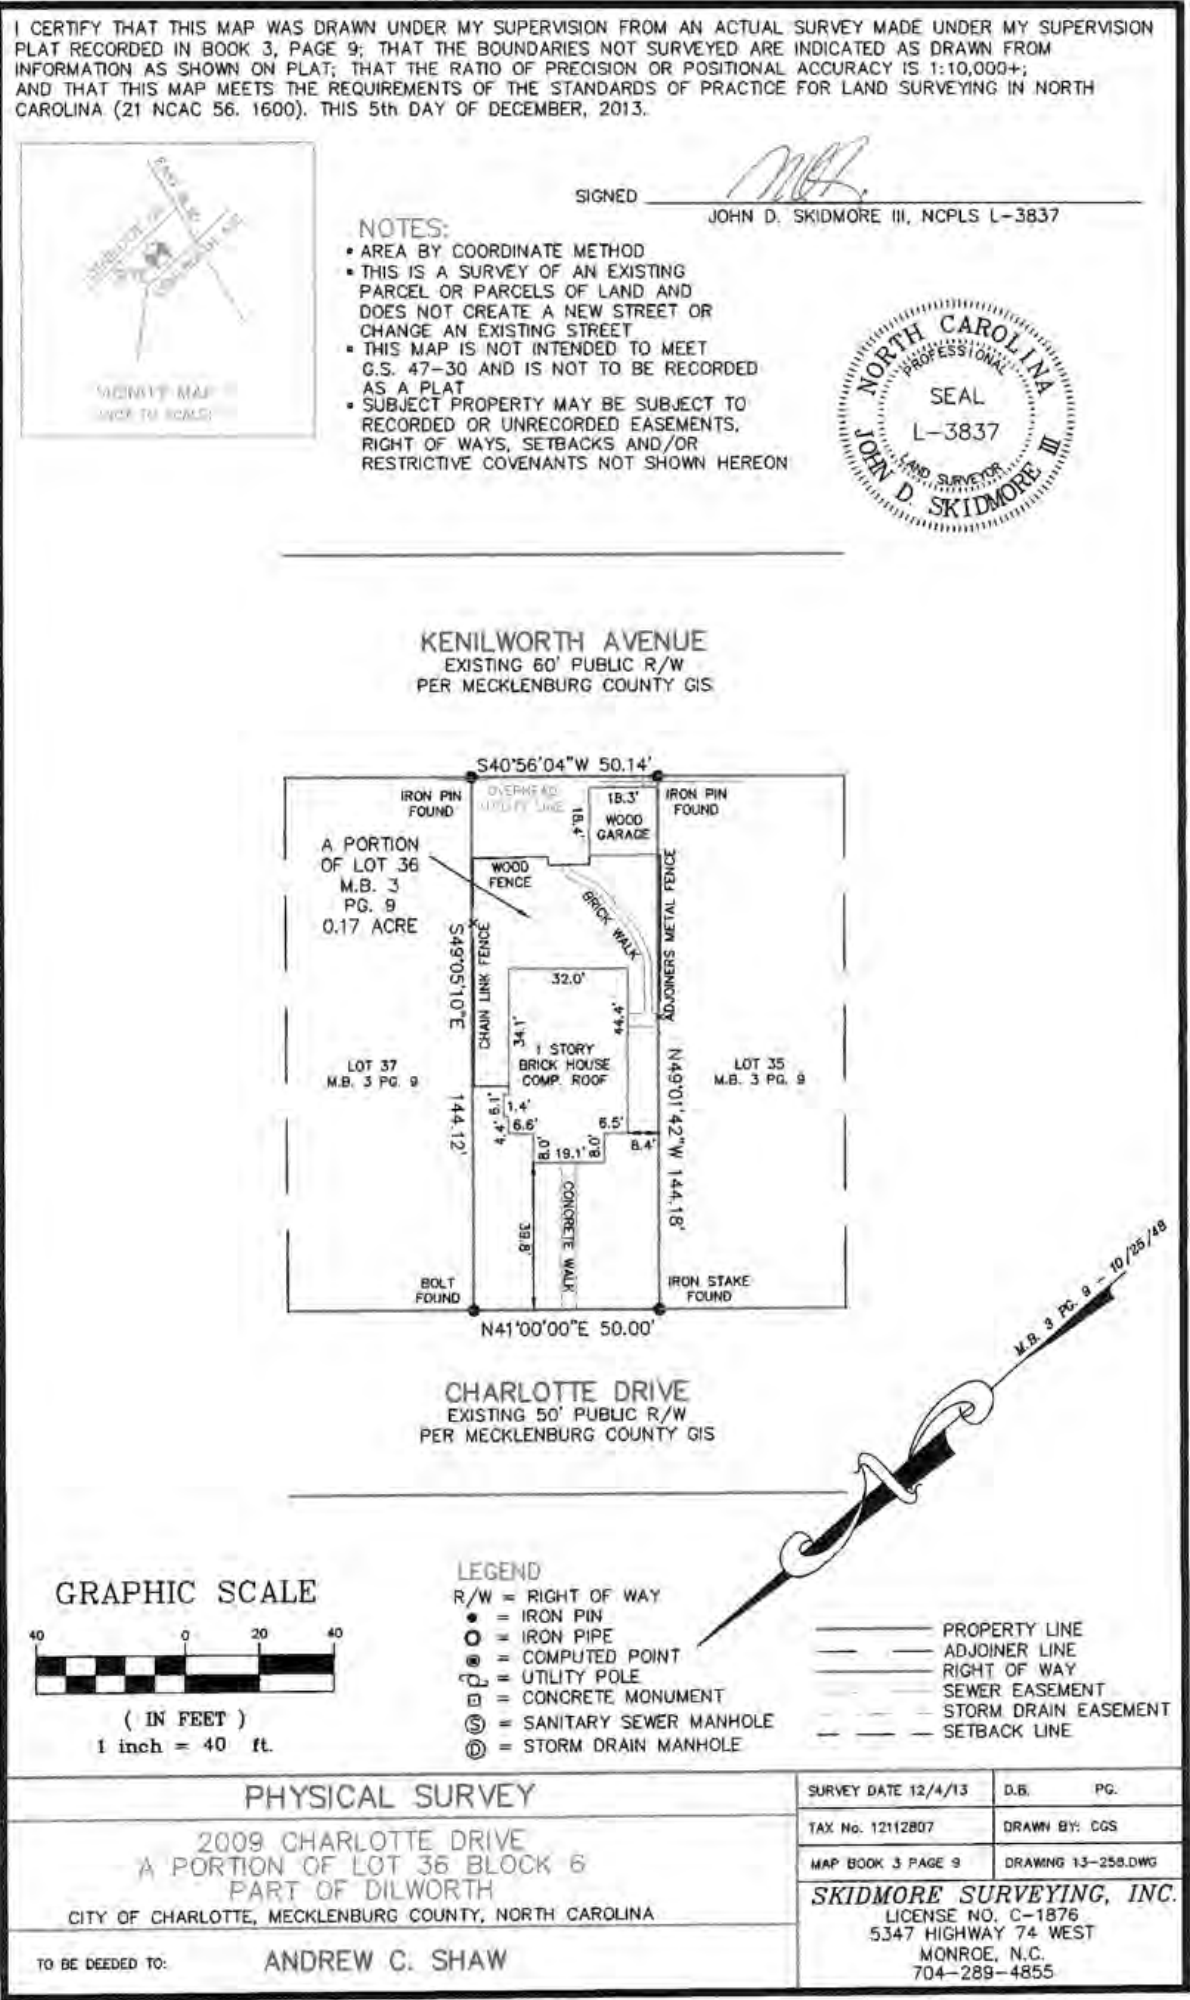 I CERTIFY THAT THIS MAP WAS DRAWN UNDER MY SUPERVISION FROM AN ACTUAL SURVEY MADE UNDER MY SUPERVISION
PLAT RECORDED IN BOOK 3, PAGE 9; THAT THE BOUNDARIES NOT SURVEYED ARE INDICATED AS DRAWN FROM
INFORMATION AS SHOWN ON PLAT; THAT THE RATIO OF PRECISION OR POSITIONAL ACCURACY IS 1:10,000+;
AND THAT THIS MAP MEETS THE REQUIREMENTS OF THE STANDARDS OF PRACTICE FOR LAND SURVEYING IN NORTH
CAROLINA (21 NCAC 56. 1600). THIS 5th DAY OF DECEMBER, 2013.
VICINITY MAP
(NOT TO SCALE)
SIGNED
JOHN D. SKIDMORE III, NCPLS L-3837
NOTES:
• AREA BY COORDINATE METHOD
• THIS IS A SURVEY OF AN EXISTING
PARCEL OR PARCELS OF LAND AND
DOES NOT CREATE A NEW STREET OR
CHANGE AN EXISTING STREET
• THIS MAP IS NOT INTENDED TO MEET
G.S. 47-30 AND IS NOT TO BE RECORDED
AS A PLAT
• SUBJECT PROPERTY MAY BE SUBJECT TO
RECORDED OR UNRECORDED EASEMENTS,
RIGHT OF WAYS, SETBACKS AND/OR
RESTRICTIVE COVENANTS NOT SHOWN HEREON
NORTH CAROLINA
PROFESSIONAL
SEAL
L-3837
LAND SURVEYOR
JOHN D. SKIDMORE III
KENILWORTH AVENUE
EXISTING 60' PUBLIC R/W
PER MECKLENBURG COUNTY GIS
S40°56'04"W 50.14'
IRON PIN
FOUND
OVERHEAD
UTILITY LINE
18.3'
18.4'
WOOD
GARAGE
IRON PIN
FOUND
A PORTION
OF LOT 36
M.B. 3
PG. 9
0.17 ACRE
WOOD
FENCE
BRICK WALK
ADJOINERS METAL FENCE
S49°05'10"E 144.12'
CHAIN LINK FENCE
32.0'
34.1'
44.4'
1 STORY
BRICK HOUSE
COMP. ROOF
LOT 37
M.B. 3 PG. 9
LOT 35
M.B. 3 PG. 9
N49°01'42"W 144.18'
6.1'
1.4'
4.4'
6.6'
6.5'
8.0'
19.1'
8.0'
8.4'
39.8'
CONCRETE WALK
BOLT
FOUND
IRON STAKE
FOUND
N41°00'00"E 50.00'
CHARLOTTE DRIVE
EXISTING 50' PUBLIC R/W
PER MECKLENBURG COUNTY GIS
M.B. 3 PG. 9 - 10/25/48
GRAPHIC SCALE
40 0 20 40
( IN FEET )
1 inch = 40 ft.
LEGEND
R/W = RIGHT OF WAY
= IRON PIN
= IRON PIPE
= COMPUTED POINT
= UTILITY POLE
= CONCRETE MONUMENT
Ⓢ = SANITARY SEWER MANHOLE
Ⓓ = STORM DRAIN MANHOLE
PROPERTY LINE
ADJOINER LINE
RIGHT OF WAY
SEWER EASEMENT
STORM DRAIN EASEMENT
SETBACK LINE
PHYSICAL SURVEY
2009 CHARLOTTE DRIVE
A PORTION OF LOT 36 BLOCK 6
PART OF DILWORTH
CITY OF CHARLOTTE, MECKLENBURG COUNTY, NORTH CAROLINA
TO BE DEEDED TO: ANDREW C. SHAW
SURVEY DATE 12/4/13
D.B. PG.
TAX No. 12112807
DRAWN BY: CGS
MAP BOOK 3 PAGE 9
DRAWING 13-258.DWG
SKIDMORE SURVEYING, INC.
LICENSE NO. C-1876
5347 HIGHWAY 74 WEST
MONROE, N.C.
704-289-4855